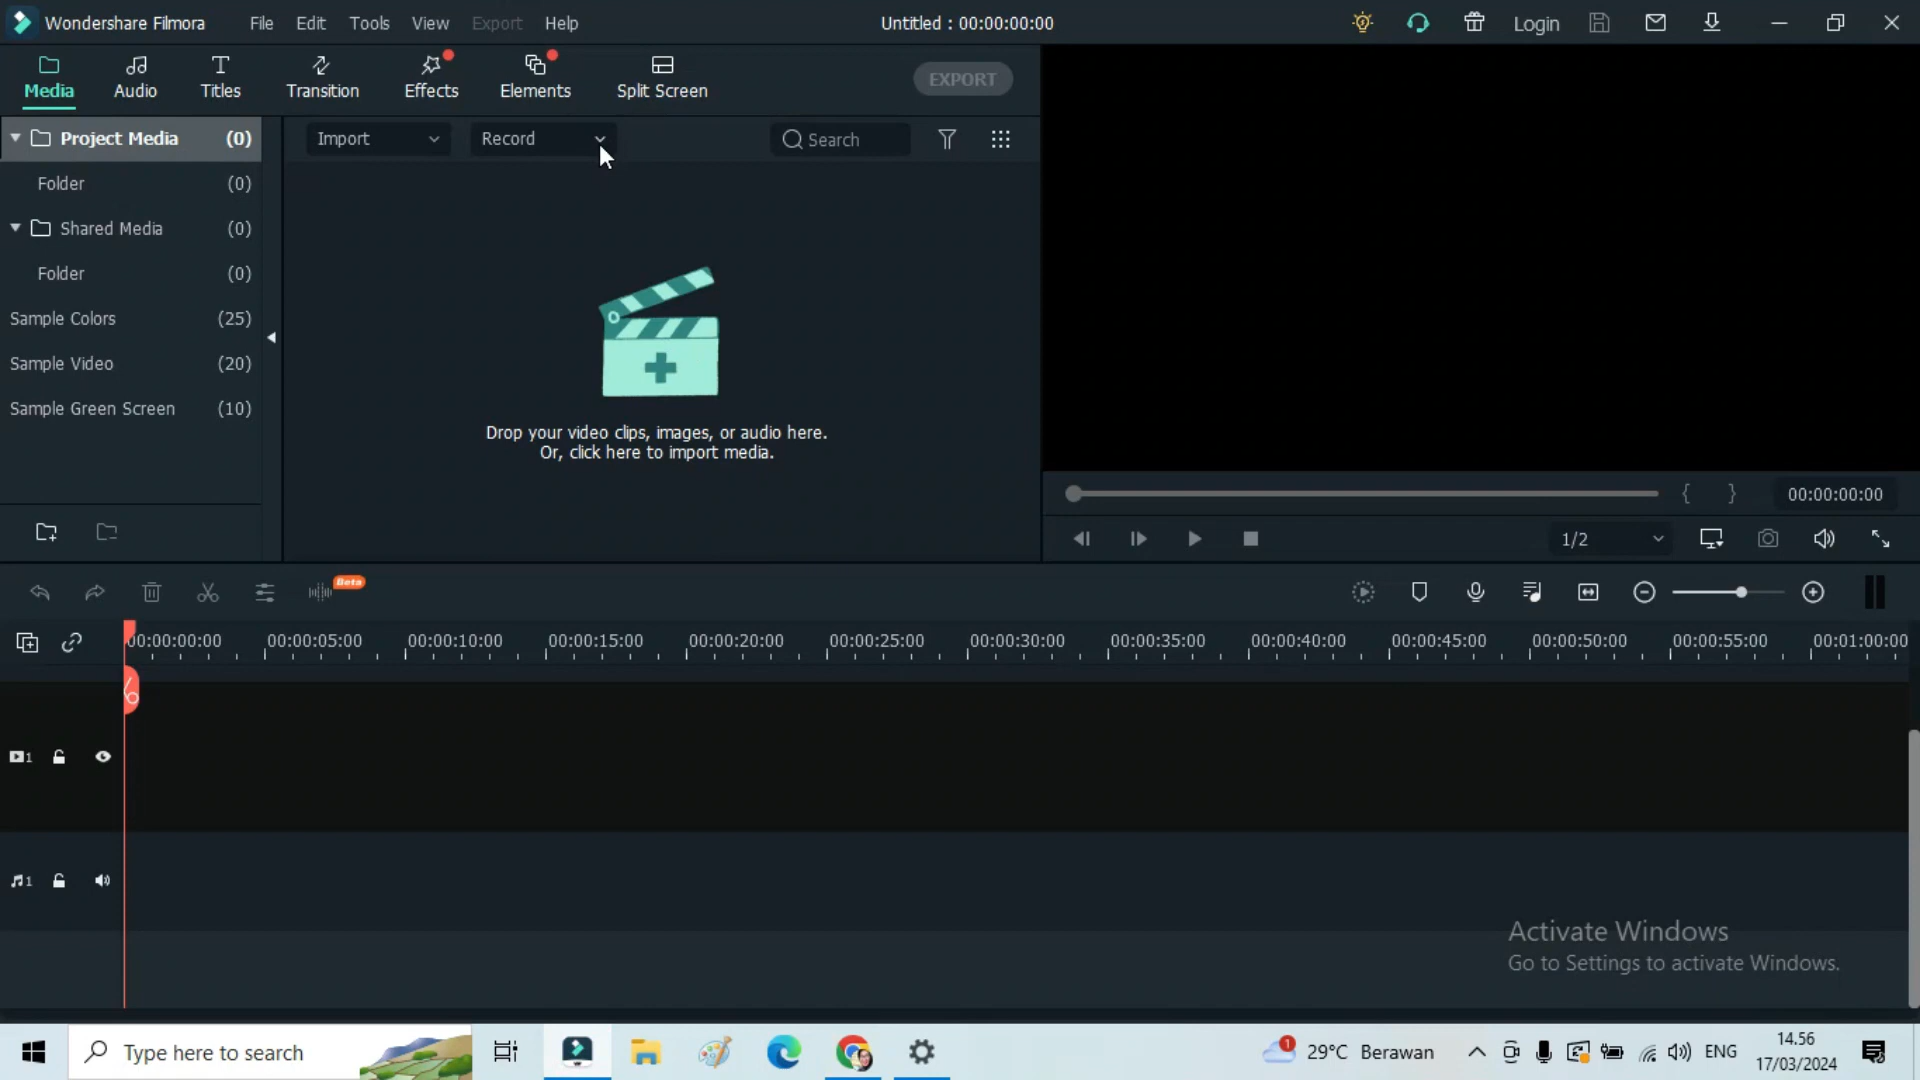 Wondershare Filmora File Edit Tools View Export Help Untitled : 00:00:00:00 Login
Media Audio Titles Transition Effects Elements Split Screen EXPORT
Project Media (0)
Import Record Search
Folder (0)
Shared Media (0)
Folder (0)
Sample Colors (25)
Sample Video (20)
Sample Green Screen (10)
Drop your video clips, images, or audio here.
Or, click here to import media.
{ } 00:00:00:00
1/2
Beta
00:00:00:00 00:00:05:00 00:00:10:00 00:00:15:00 00:00:20:00 00:00:25:00 00:00:30:00 00:00:35:00 00:00:40:00 00:00:45:00 00:00:50:00 00:00:55:00 00:01:00:00
1
1
Activate Windows
Go to Settings to activate Windows.
Type here to search 1 29°C Berawan ENG 14.56
17/03/2024